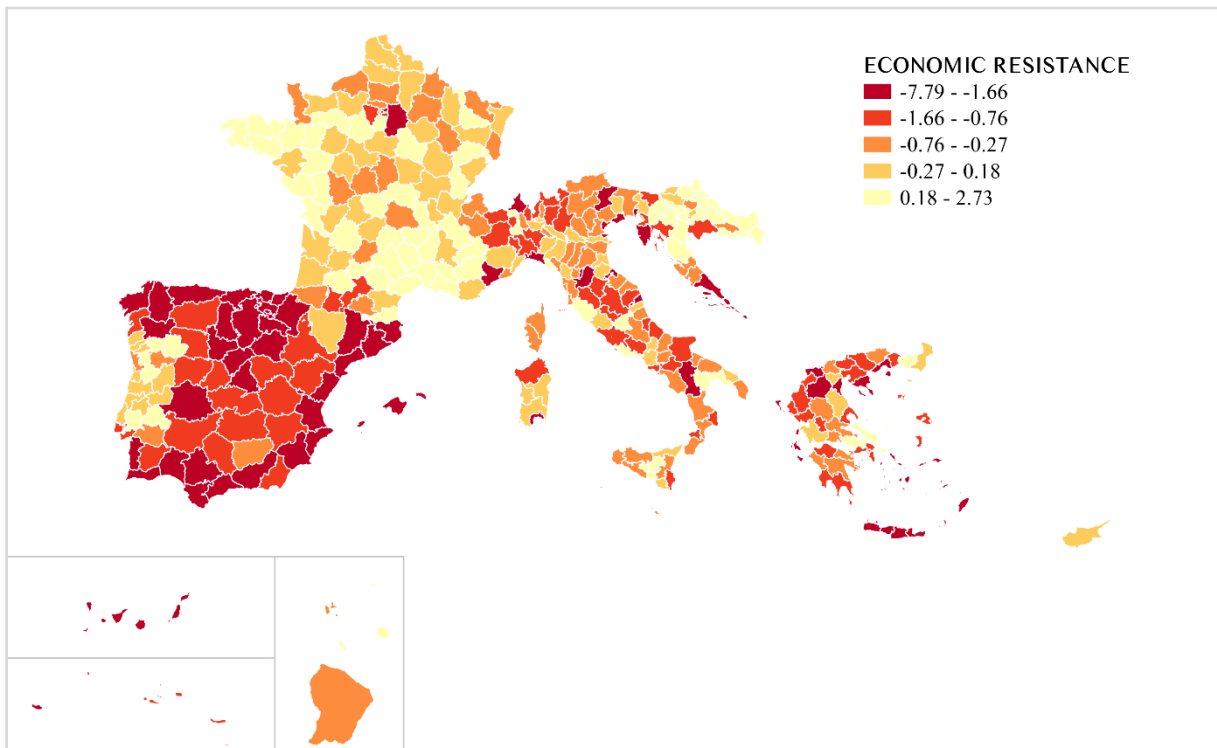 ECONOMIC RESISTANCE
-7.79 - -1.66
-1.66 - -0.76
-0.76 - -0.27
-0.27 - 0.18
0.18 - 2.73